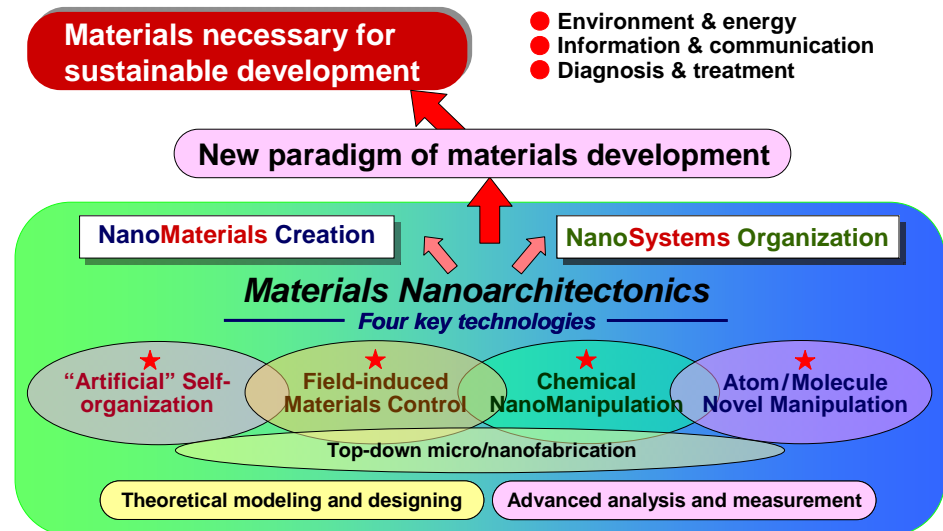 Materials necessary for
sustainable development
Environment & energy
Information & communication
Diagnosis & treatment
New paradigm of materials development
NanoMaterials Creation
NanoSystems Organization
Materials Nanoarchitectonics
Four key technologies
“Artificial” Self-
organization
Field-induced
Materials Control
Chemical
NanoManipulation
Atom/Molecule
Novel Manipulation
Top-down micro/nanofabrication
Theoretical modeling and designing
Advanced analysis and measurement